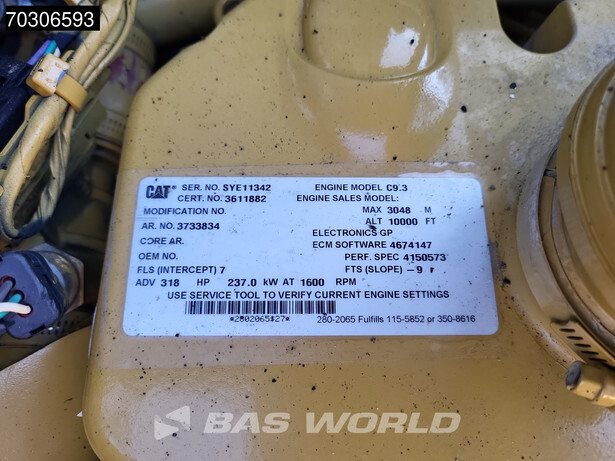 70306593
CAT SER. NO. SYE11342 ENGINE MODEL C9.3
CERT. NO. 3611882 ENGINE SALES MODEL:
MODIFICATION NO. MAX 3048 M
ALT 10000 FT
AR. NO. 3733834 ELECTRONICS GP
CORE AR. ECM SOFTWARE 4674147
OEM NO. PERF. SPEC 4150573
FLS (INTERCEPT) 7 FTS (SLOPE) -9
ADV 318 HP 237.0 kW AT 1600 RPM
USE SERVICE TOOL TO VERIFY CURRENT ENGINE SETTINGS
280-2065 Fulfills 115-5852 or 350-8616
BAS WORLD